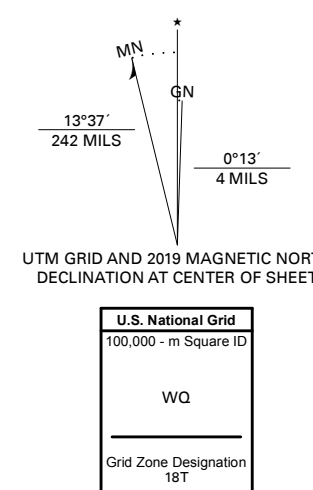 ★
MN
GN
13°37´
242 MILS
0°13´
4 MILS
UTM GRID AND 2019 MAGNETIC NORT
DECLINATION AT CENTER OF SHEET
U.S. National Grid
100,000 - m Square ID
WQ
Grid Zone Designation
18T